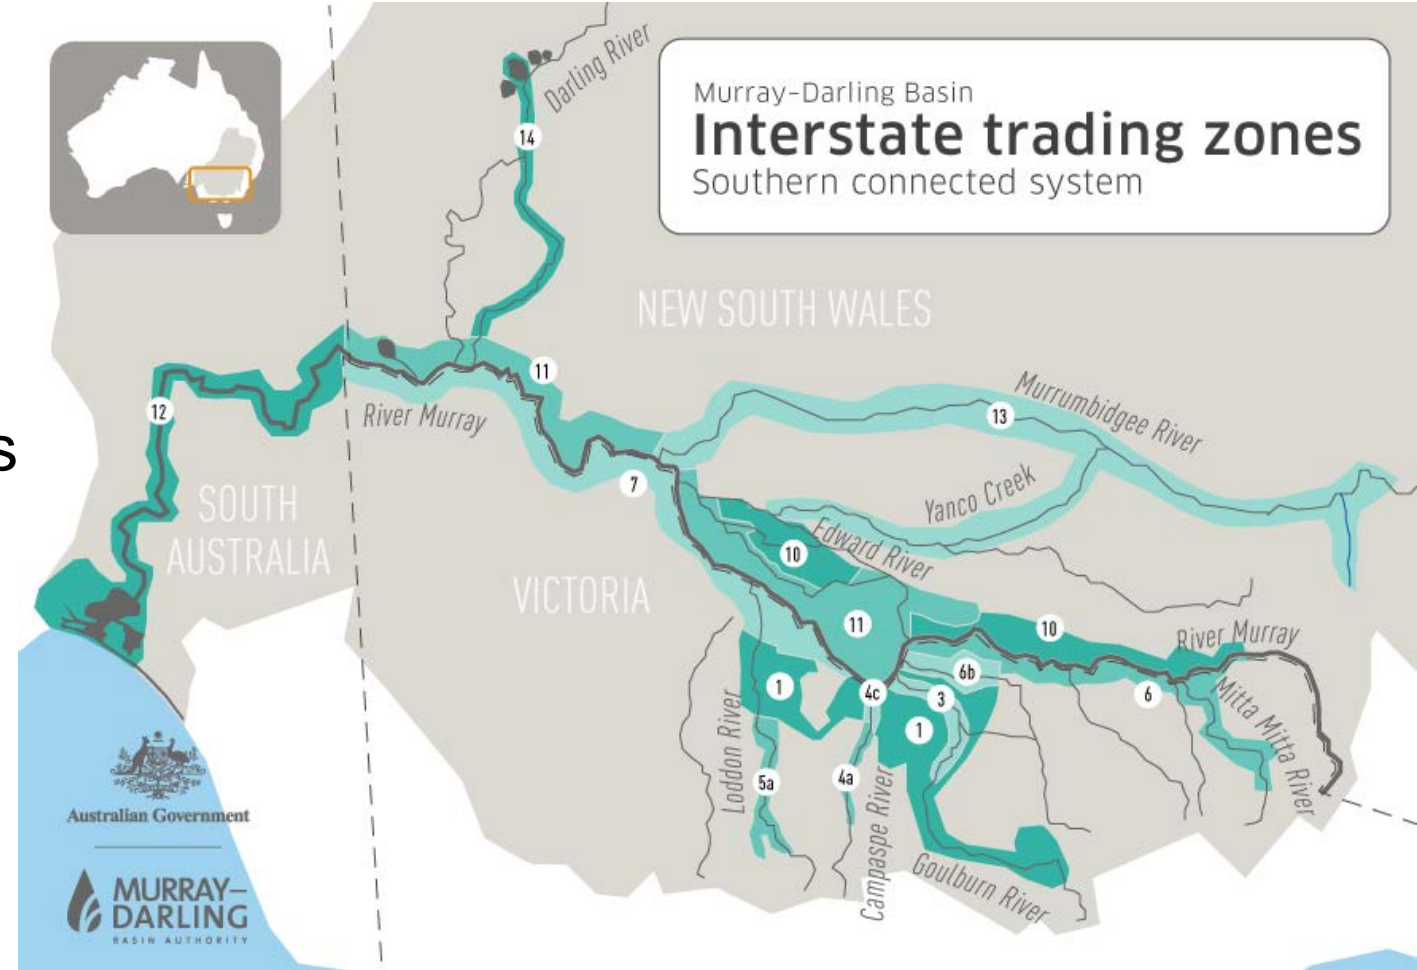 Murray–Darling Basin
Interstate trading zones
Southern connected system
Darling River
14
NEW SOUTH WALES
11
12
River Murray
Murrumbidgee River
13
s
7
Yanco Creek
SOUTH
AUSTRALIA
Edward River
10
VICTORIA
11
10
River Murray
6b
1
4c
3
6
Mitta Mitta River
1
Loddon River
5a
4a
Campaspe River
Goulburn River
Australian Government
MURRAY–
DARLING
BASIN AUTHORITY